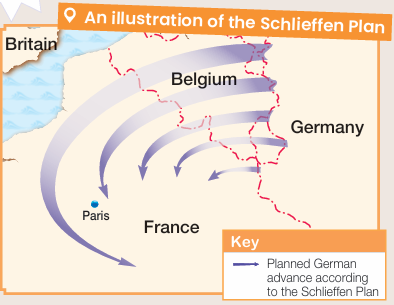 An illustration of the Schlieffen Plan
Britain
Belgium
Germany
Paris
France
Key
Planned German
advance according
to the Schlieffen Plan